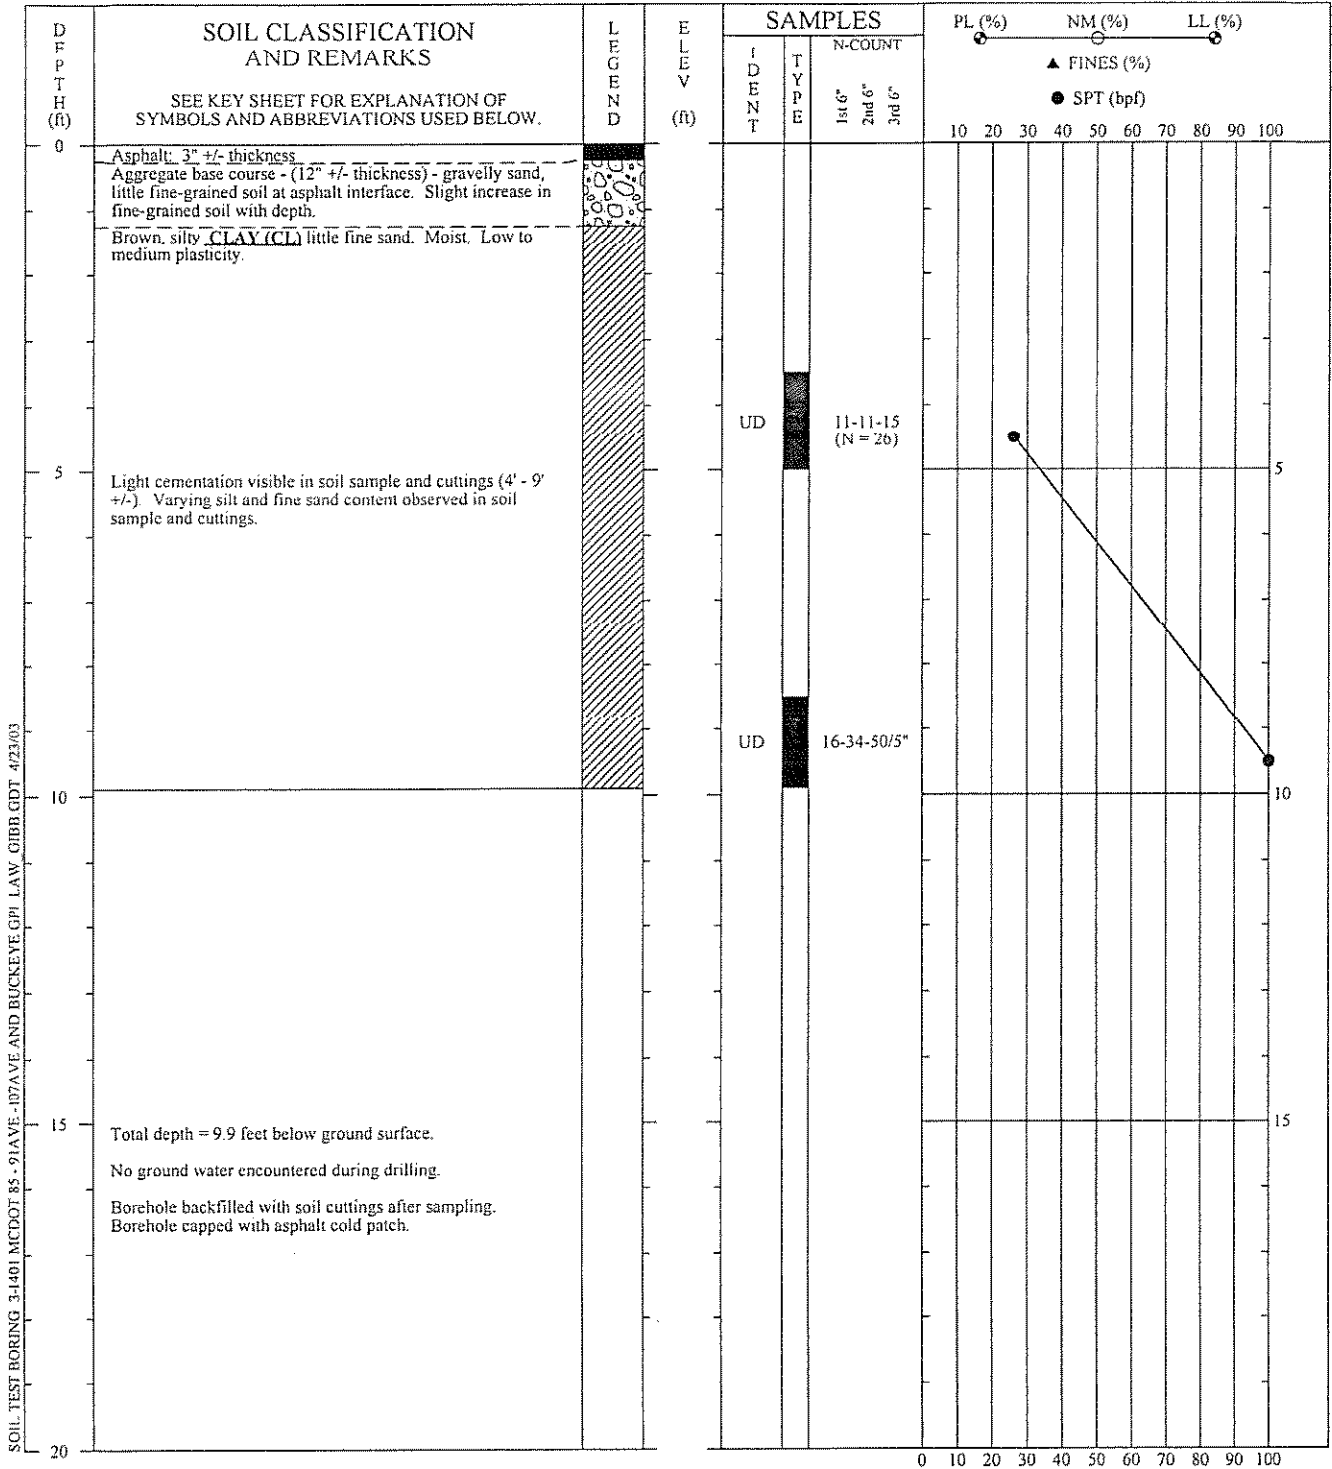 DEPTH (ft)
SOIL CLASSIFICATION
AND REMARKS
SEE KEY SHEET FOR EXPLANATION OF
SYMBOLS AND ABBREVIATIONS USED BELOW.
LEGEND
ELEV (ft)
SAMPLES
IDENT
TYPE
N-COUNT
1st 6"
2nd 6"
3rd 6"
PL (%) NM (%) LL (%)
▲ FINES (%)
● SPT (bpf)
10 20 30 40 50 60 70 80 90 100
0
Asphalt: 3" +/- thickness
Aggregate base course - (12" +/- thickness) - gravelly sand,
little fine-grained soil at asphalt interface. Slight increase in
fine-grained soil with depth.
Brown, silty CLAY (CL) little fine sand. Moist. Low to
medium plasticity.
UD 11-11-15
(N = 26)
5 5
Light cementation visible in soil sample and cuttings (4' - 9'
+/-). Varying silt and fine sand content observed in soil
sample and cuttings.
UD 16-34-50/5"
10 10
15 15
Total depth = 9.9 feet below ground surface.
No ground water encountered during drilling.
Borehole backfilled with soil cuttings after sampling.
Borehole capped with asphalt cold patch.
20
0 10 20 30 40 50 60 70 80 90 100
SOIL TEST BORING 3-1401 MCDOT 85 - 91AVE -107AVE AND BUCKEYE.GPJ LAW_GIBB.GDT 4/23/03